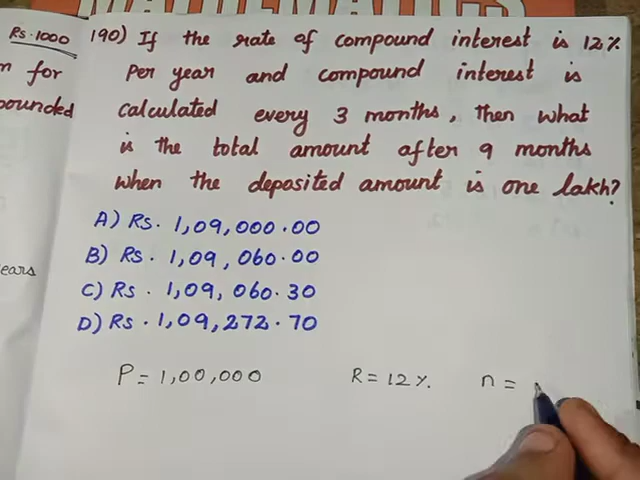 MATHEMATICS
Rs. 1000
m for
pounded
ears
190) If the rate of compound interest is 12%
per year and compound interest is
calculated every 3 months, Then what
is the total amount after 9 months
when the deposited amount is one lakh?
A) Rs. 1,09,000.00
B) Rs. 1,09,060.00
C) Rs. 1,09,060.30
D) Rs. 1,09,272.70
P = 1,00,000 R = 12%. n =